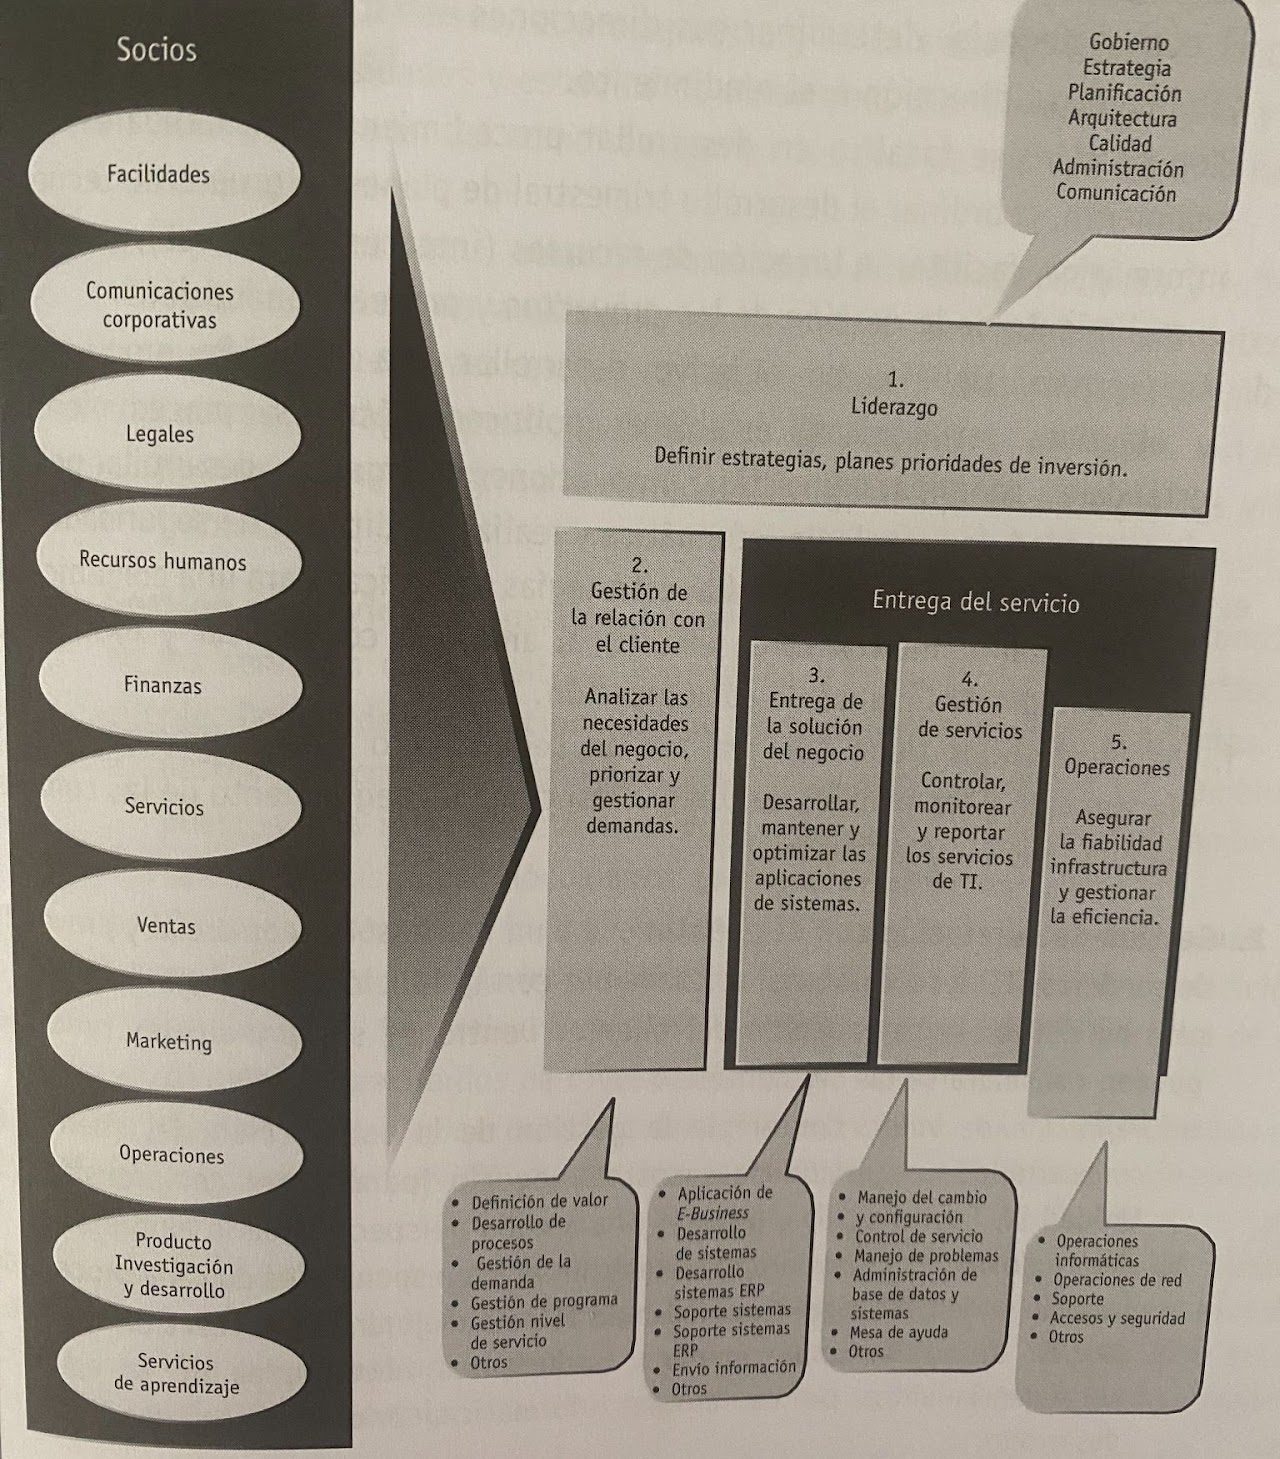 Socios
Facilidades
Comunicaciones
corporativas
Legales
Recursos humanos
Finanzas
Servicios
Ventas
Marketing
Operaciones
Producto
Investigación
y desarrollo
Servicios
de aprendizaje
Gobierno
Estrategia
Planificación
Arquitectura
Calidad
Administración
Comunicación
1.
Liderazgo
Definir estrategias, planes prioridades de inversión.
2.
Gestión de
la relación con
el cliente
Analizar las
necesidades
del negocio,
priorizar y
gestionar
demandas.
Entrega del servicio
3.
Entrega de
la solución
del negocio
Desarrollar,
mantener y
optimizar las
aplicaciones
de sistemas.
4.
Gestión
de servicios
Controlar,
monitorear
y reportar
los servicios
de TI.
5.
Operaciones
Asegurar
la fiabilidad
infrastructura
y gestionar
la eficiencia.
• Definición de valor
• Desarrollo de
procesos
• Gestión de la
demanda
• Gestión de programa
• Gestión nivel
de servicio
• Otros
• Aplicación de
E-Business
• Desarrollo
de sistemas
• Desarrollo
sistemas ERP
• Soporte sistemas
• Soporte sistemas
ERP
• Envío información
• Otros
• Manejo del cambio
• y configuración
• Control de servicio
• Manejo de problemas
• Administración de
base de datos y
sistemas
• Mesa de ayuda
• Otros
• Operaciones
informáticas
• Operaciones de red
• Soporte
• Accesos y seguridad
• Otros